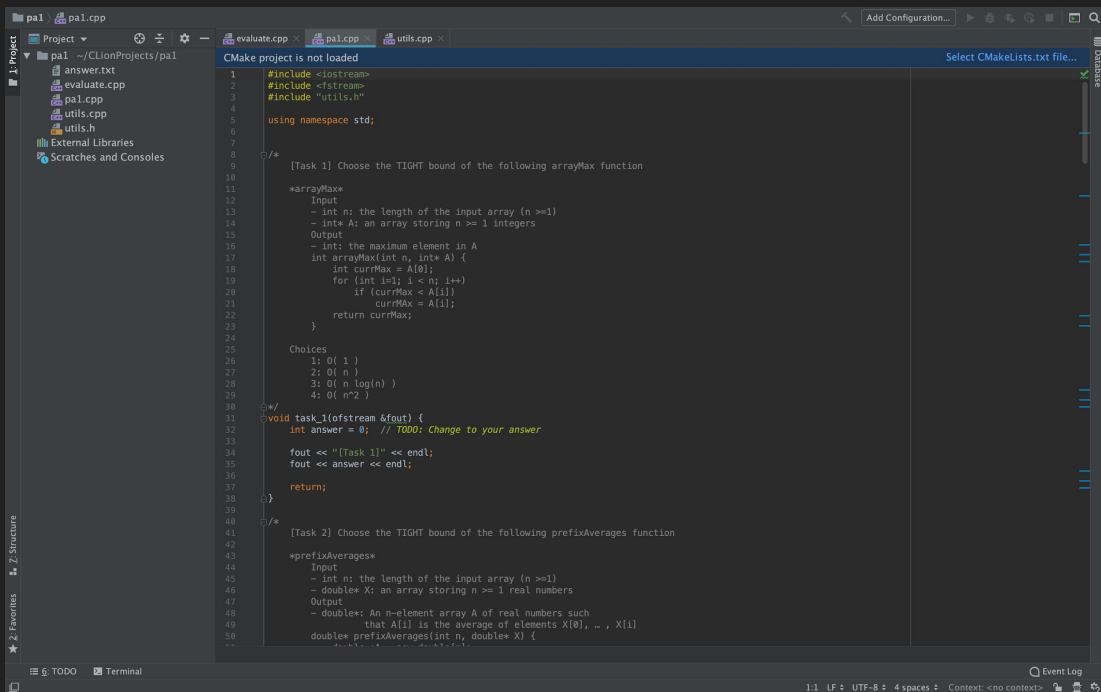 pa1 pa1.cpp
Add Configuration...
1: Project
Project
evaluate.cpp pa1.cpp utils.cpp
Database
pa1 ~/CLionProjects/pa1
answer.txt
evaluate.cpp
pa1.cpp
utils.cpp
utils.h
External Libraries
Scratches and Consoles
CMake project is not loaded Select CMakeLists.txt file...
1 #include <iostream>
2 #include <fstream>
3 #include "utils.h"
4
5 using namespace std;
6
7
8 /*
9 [Task 1] Choose the TIGHT bound of the following arrayMax function
10
11 *arrayMax*
12 Input
13 - int n: the length of the input array (n >=1)
14 - int* A: an array storing n >= 1 integers
15 Output
16 - int: the maximum element in A
17 int arrayMax(int n, int* A) {
18 int currMax = A[0];
19 for (int i=1; i < n; i++)
20 if (currMax < A[i])
21 currMAx = A[i];
22 return currMax;
23 }
24
25 Choices
26 1: O( 1 )
27 2: O( n )
28 3: O( n log(n) )
29 4: O( n^2 )
30 */
31 void task_1(ofstream &fout) {
32 int answer = 0; // TODO: Change to your answer
33
34 fout << "[Task 1]" << endl;
35 fout << answer << endl;
36
37 return;
38 }
39
40 /*
41 [Task 2] Choose the TIGHT bound of the following prefixAverages function
42
43 *prefixAverages*
44 Input
45 - int n: the length of the input array (n >=1)
46 - double* X: an array storing n >= 1 real numbers
47 Output
48 - double*: An n-element array A of real numbers such
49 that A[i] is the average of elements X[0], … , X[i]
50 double* prefixAverages(int n, double* X) {
Z: Structure
2: Favorites
6: TODO Terminal Event Log
1:1 LF UTF-8 4 spaces Context: <no context>